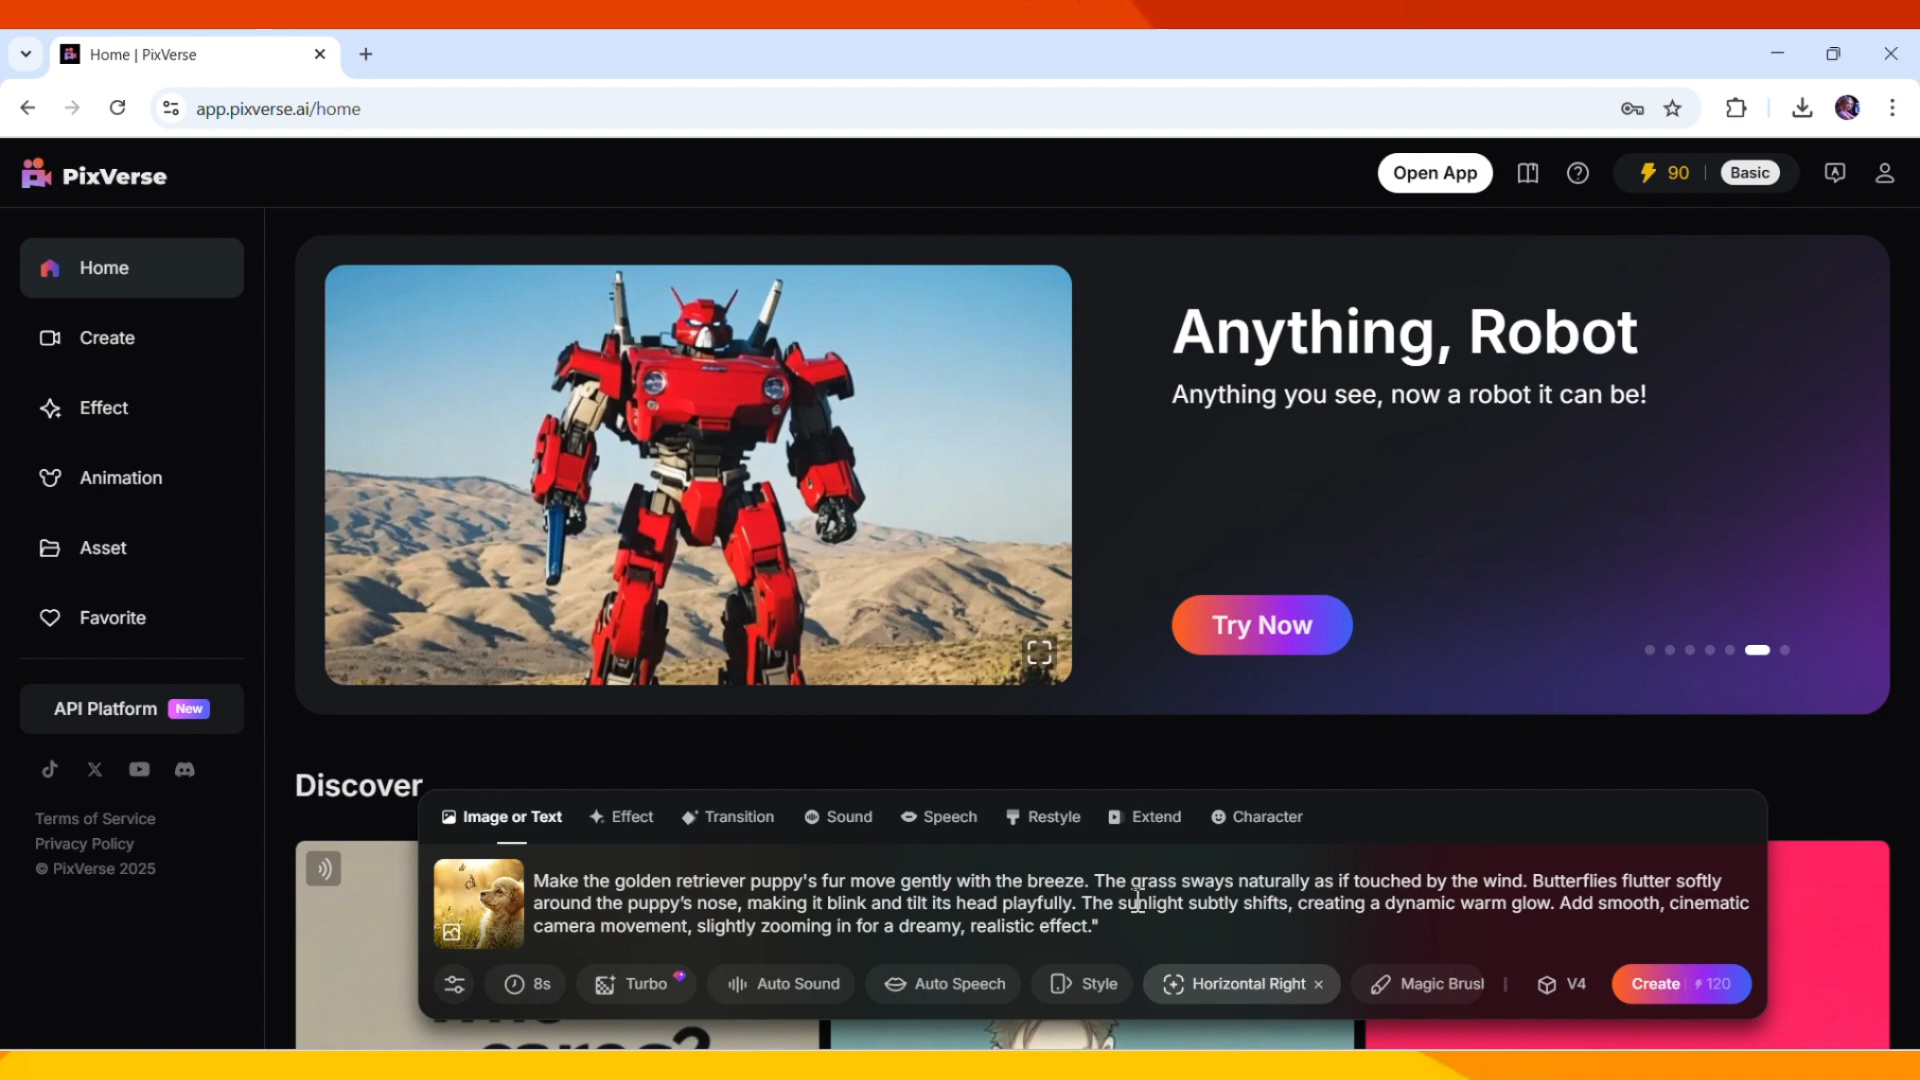 Home | PixVerse
app.pixverse.ai/home
PixVerse
Open App
90
Basic
Home
Create
Effect
Animation
Asset
Favorite
API Platform New
Terms of Service
Privacy Policy
© PixVerse 2025
Anything, Robot
Anything you see, now a robot it can be!
Try Now
Discover
Image or Text Effect Transition Sound Speech Restyle Extend Character
Make the golden retriever puppy's fur move gently with the breeze. The grass sways naturally as if touched by the wind. Butterflies flutter softly
around the puppy's nose, making it blink and tilt its head playfully. The sunlight subtly shifts, creating a dynamic warm glow. Add smooth, cinematic
camera movement, slightly zooming in for a dreamy, realistic effect."
8s Turbo Auto Sound Auto Speech Style Horizontal Right Magic Brusl V4 Create 120